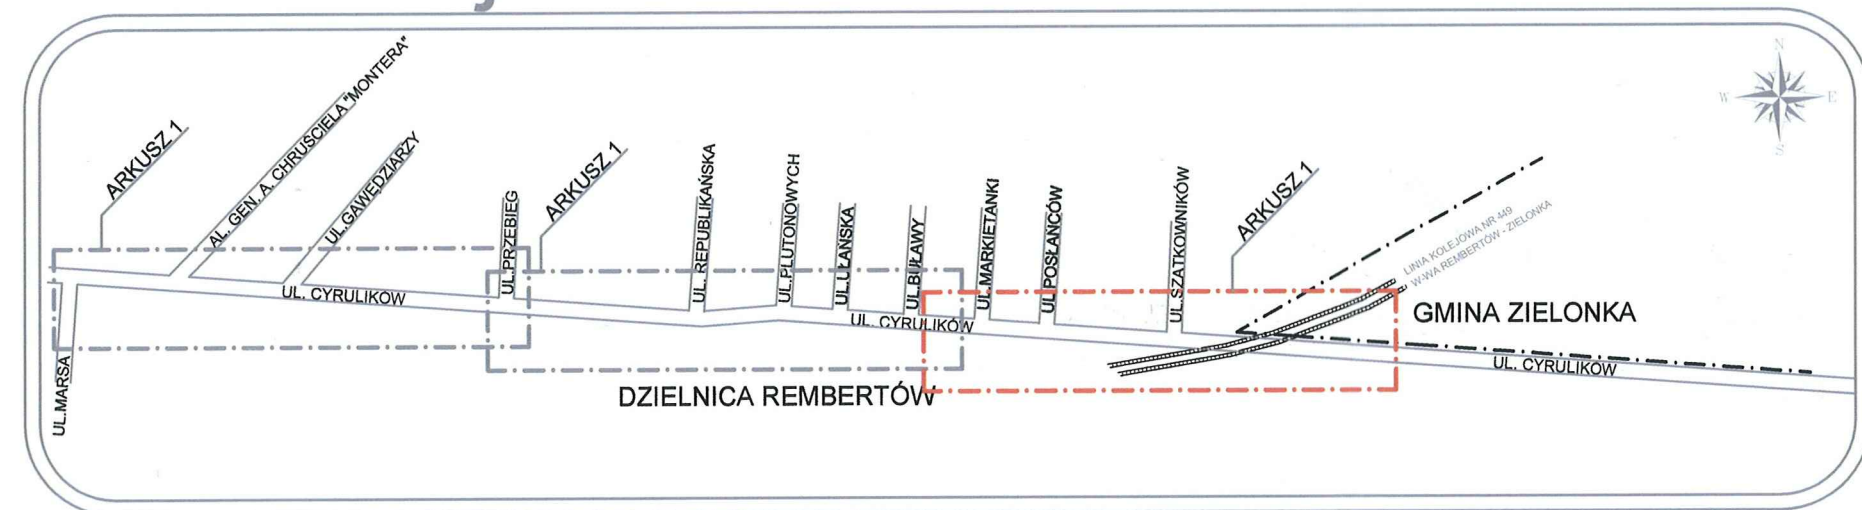 ARKUSZ 1
AL. GEN. A. CHRUŚCIELA "MONTERA"
UL.GAWĘDZIARZY
UL.PRZEBIEG
ARKUSZ 1
UL. REPUBLIKAŃSKA
UL.PLUTONOWYCH
UL.UŁAŃSKA
UL.BUŁAWY
UL.MARKIETANKI
UL.POSŁAŃCÓW
UL.SZATKOWNIKÓW
ARKUSZ 1
LINIA KOLEJOWA NR 449
W-WA REMBERTÓW - ZIELONKA
N
W
E
S
UL. CYRULIKÓW
UL. CYRULIKÓW
GMINA ZIELONKA
UL. CYRULIKÓW
UL.MARSA
DZIELNICA REMBERTÓW